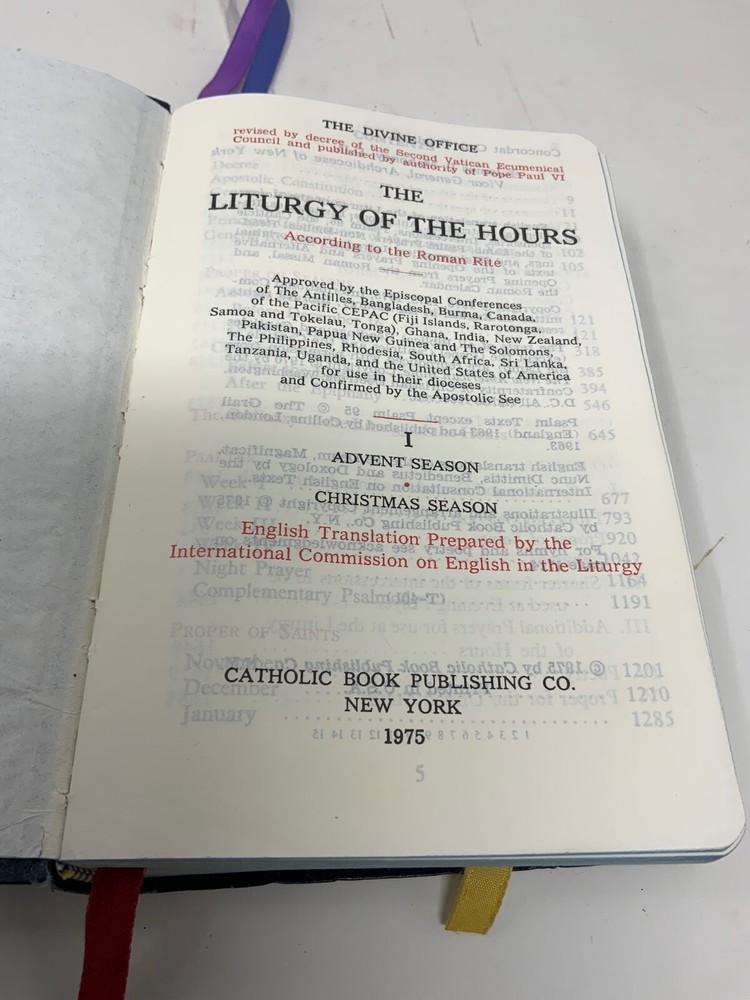 THE DIVINE OFFICE
revised by decree of the Second Vatican Ecumenical
Council and published by authority of Pope Paul VI
THE
LITURGY OF THE HOURS
According to the Roman Rite
Approved by the Episcopal Conferences
of The Antilles, Bangladesh, Burma, Canada,
of the Pacific CEPAC (Fiji Islands, Rarotonga,
Samoa and Tokelau, Tonga), Ghana, India, New Zealand,
Pakistan, Papua New Guinea and The Solomons,
The Philippines, Rhodesia, South Africa, Sri Lanka,
Tanzania, Uganda, and the United States of America
for use in their dioceses
and Confirmed by the Apostolic See
I
ADVENT SEASON
•
CHRISTMAS SEASON
English Translation Prepared by the
International Commission on English in the Liturgy
CATHOLIC BOOK PUBLISHING CO.
NEW YORK
1975